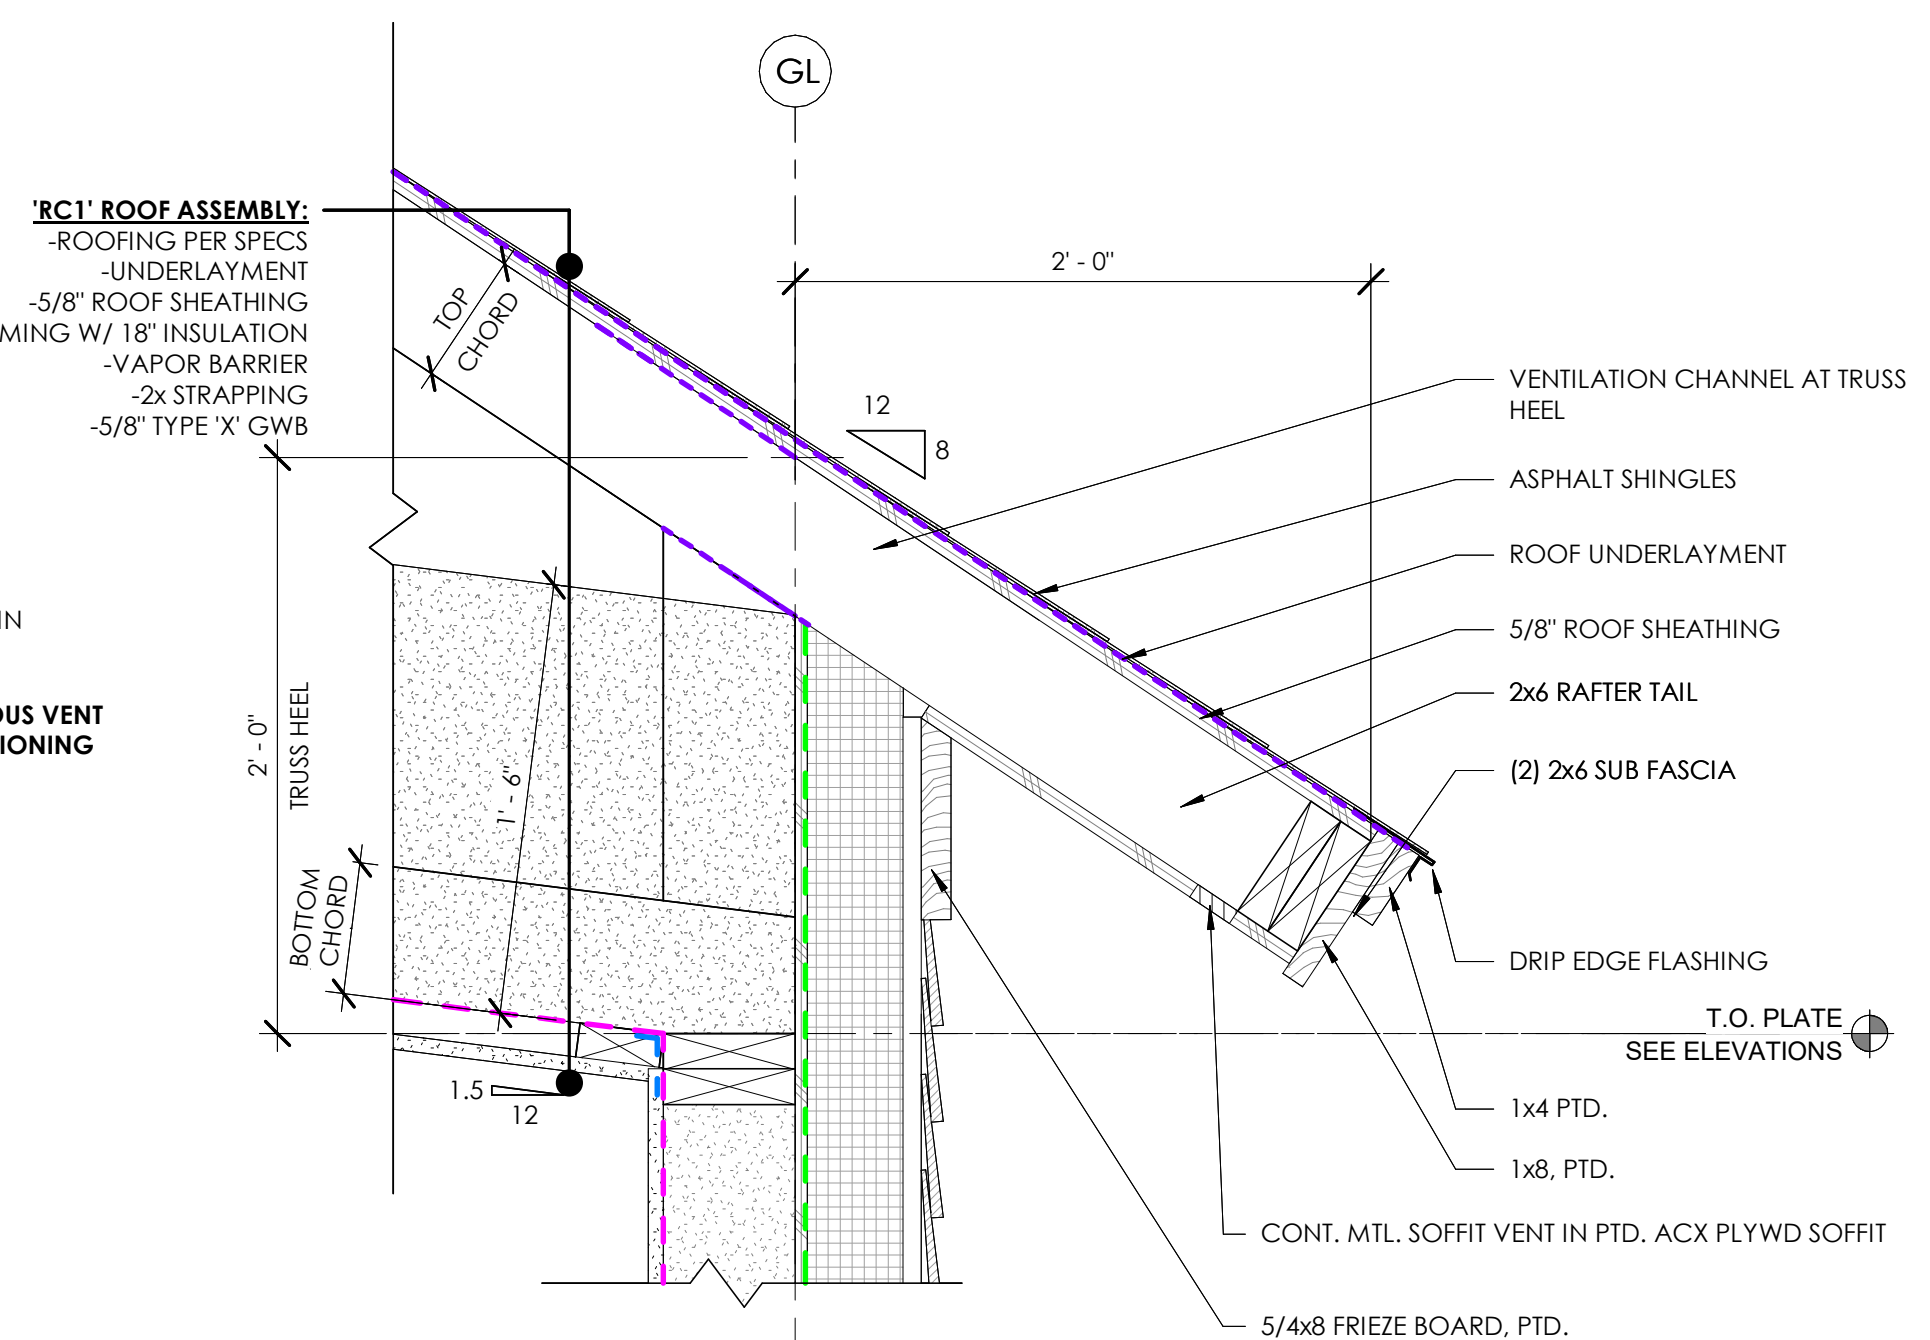 GL
'RC1' ROOF ASSEMBLY:
-ROOFING PER SPECS
-UNDERLAYMENT
-5/8" ROOF SHEATHING
MING W/ 18" INSULATION
-VAPOR BARRIER
-2x STRAPPING
-5/8" TYPE 'X' GWB
TOP
CHORD
2' - 0"
12
8
VENTILATION CHANNEL AT TRUSS
HEEL
ASPHALT SHINGLES
ROOF UNDERLAYMENT
5/8" ROOF SHEATHING
2x6 RAFTER TAIL
(2) 2x6 SUB FASCIA
IN
OUS VENT
IONING
2' - 0"
TRUSS HEEL
1' - 6"
BOTTOM
CHORD
1.5
12
DRIP EDGE FLASHING
T.O. PLATE
SEE ELEVATIONS
1x4 PTD.
1x8, PTD.
CONT. MTL. SOFFIT VENT IN PTD. ACX PLYWD SOFFIT
5/4x8 FRIEZE BOARD, PTD.